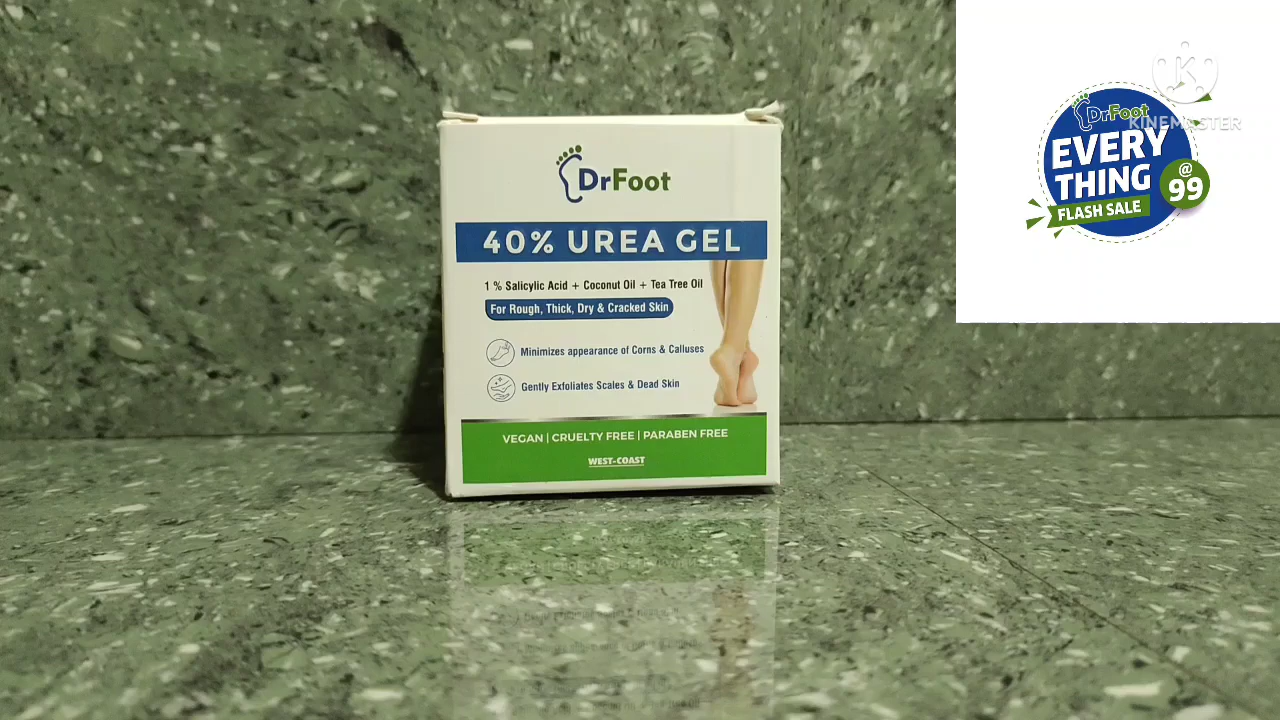 DrFoot
40% UREA GEL
1 % Salicylic Acid + Coconut Oil + Tea Tree Oil
For Rough, Thick, Dry & Cracked Skin
Minimizes appearance of Corns & Calluses
Gently Exfoliates Scales & Dead Skin
VEGAN | CRUELTY FREE | PARABEN FREE
WEST-COAST
K
KINEMASTER
DrFoot
EVERY
THING
@
99
FLASH SALE